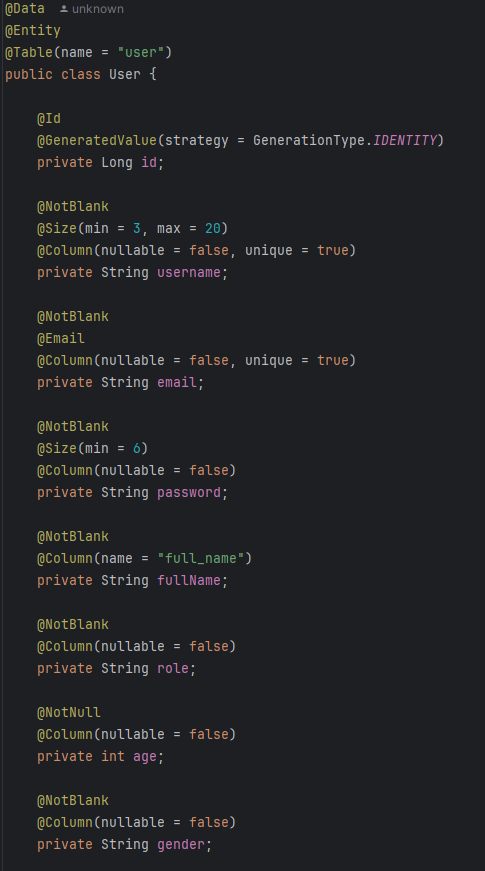 @Data unknown
@Entity
@Table(name = "user")
public class User {
@Id
@GeneratedValue(strategy = GenerationType.IDENTITY)
private Long id;
@NotBlank
@Size(min = 3, max = 20)
@Column(nullable = false, unique = true)
private String username;
@NotBlank
@Email
@Column(nullable = false, unique = true)
private String email;
@NotBlank
@Size(min = 6)
@Column(nullable = false)
private String password;
@NotBlank
@Column(name = "full_name")
private String fullName;
@NotBlank
@Column(nullable = false)
private String role;
@NotNull
@Column(nullable = false)
private int age;
@NotBlank
@Column(nullable = false)
private String gender;